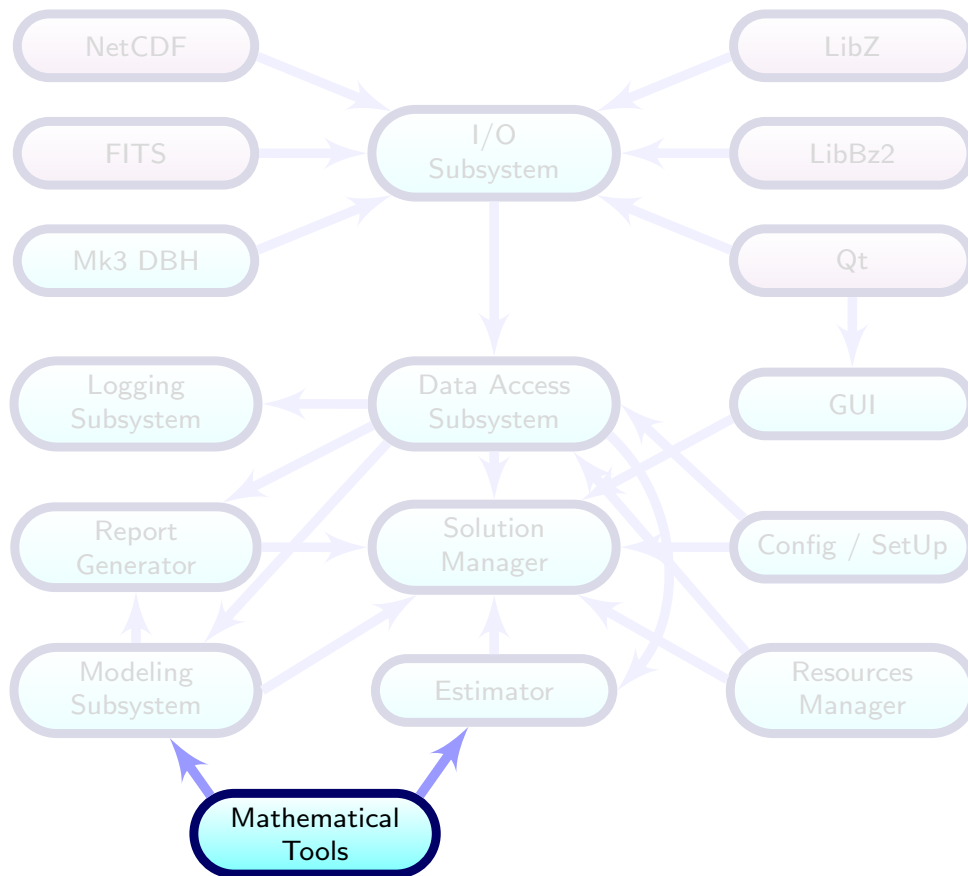 NetCDF
LibZ
I/O
Subsystem
FITS
LibBz2
Mk3 DBH
Qt
Logging
Subsystem
Data Access
Subsystem
GUI
Report
Generator
Solution
Manager
Config / SetUp
Modeling
Subsystem
Estimator
Resources
Manager
Mathematical
Tools